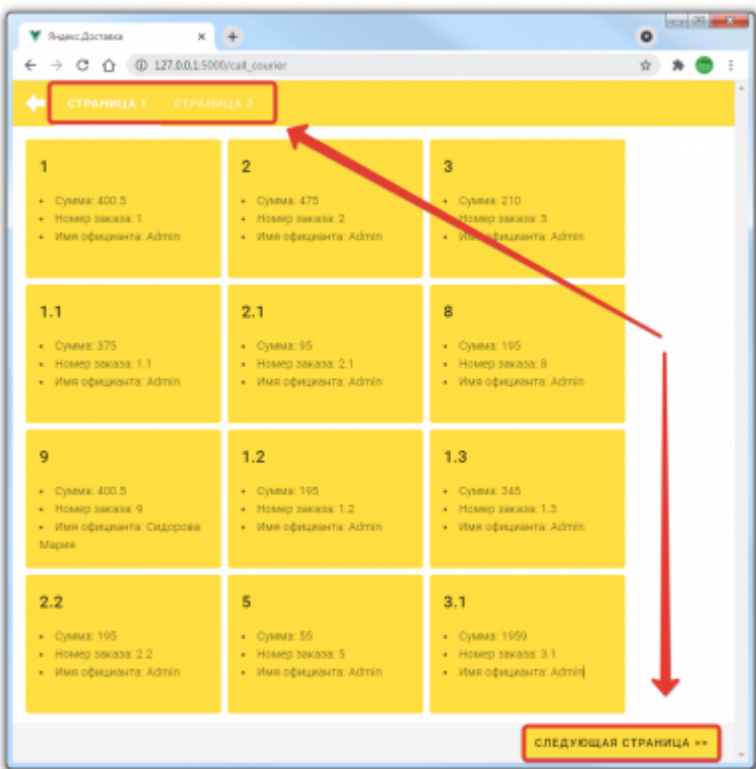 Яндекс.Доставка
127.0.0.1:5000/call_courier
СТРАНИЦА 1 СТРАНИЦА 2
1
• Сумма: 400.5
• Номер заказа: 1
• Имя официанта: Admin
2
• Сумма: 475
• Номер заказа: 2
• Имя официанта: Admin
3
• Сумма: 210
• Номер заказа: 3
• Имя официанта: Admin
1.1
• Сумма: 375
• Номер заказа: 1.1
• Имя официанта: Admin
2.1
• Сумма: 95
• Номер заказа: 2.1
• Имя официанта: Admin
8
• Сумма: 195
• Номер заказа: 8
• Имя официанта: Admin
9
• Сумма: 400.5
• Номер заказа: 9
• Имя официанта: Сидорова
Мария
1.2
• Сумма: 195
• Номер заказа: 1.2
• Имя официанта: Admin
1.3
• Сумма: 345
• Номер заказа: 1.3
• Имя официанта: Admin
2.2
• Сумма: 195
• Номер заказа: 2.2
• Имя официанта: Admin
5
• Сумма: 55
• Номер заказа: 5
• Имя официанта: Admin
3.1
• Сумма: 1959
• Номер заказа: 3.1
• Имя официанта: Admin
СЛЕДУЮЩАЯ СТРАНИЦА >>